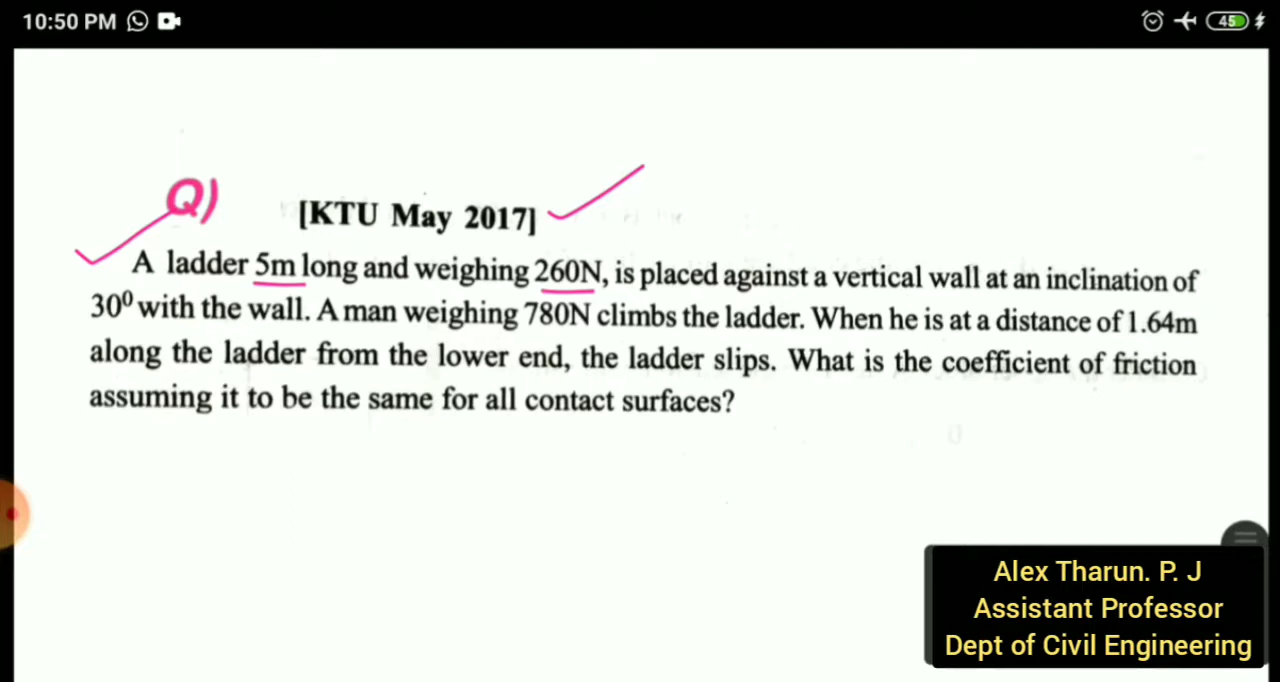 10:50 PM
45
Q)
[KTU May 2017]
A ladder 5m long and weighing 260N, is placed against a vertical wall at an inclination of
30⁰ with the wall. A man weighing 780N climbs the ladder. When he is at a distance of 1.64m
along the ladder from the lower end, the ladder slips. What is the coefficient of friction
assuming it to be the same for all contact surfaces?
Alex Tharun. P. J
Assistant Professor
Dept of Civil Engineering